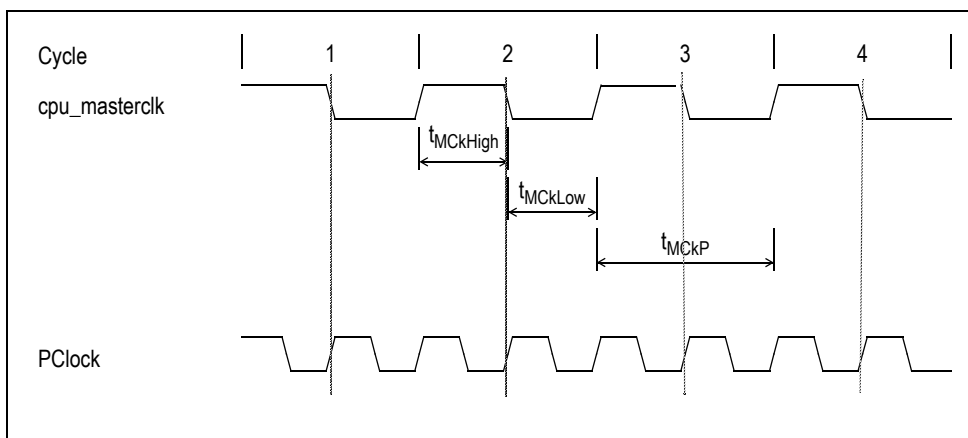 Cycle 1 2 3 4
cpu_masterclk
tMCkHigh
tMCkLow
tMCkP
PClock